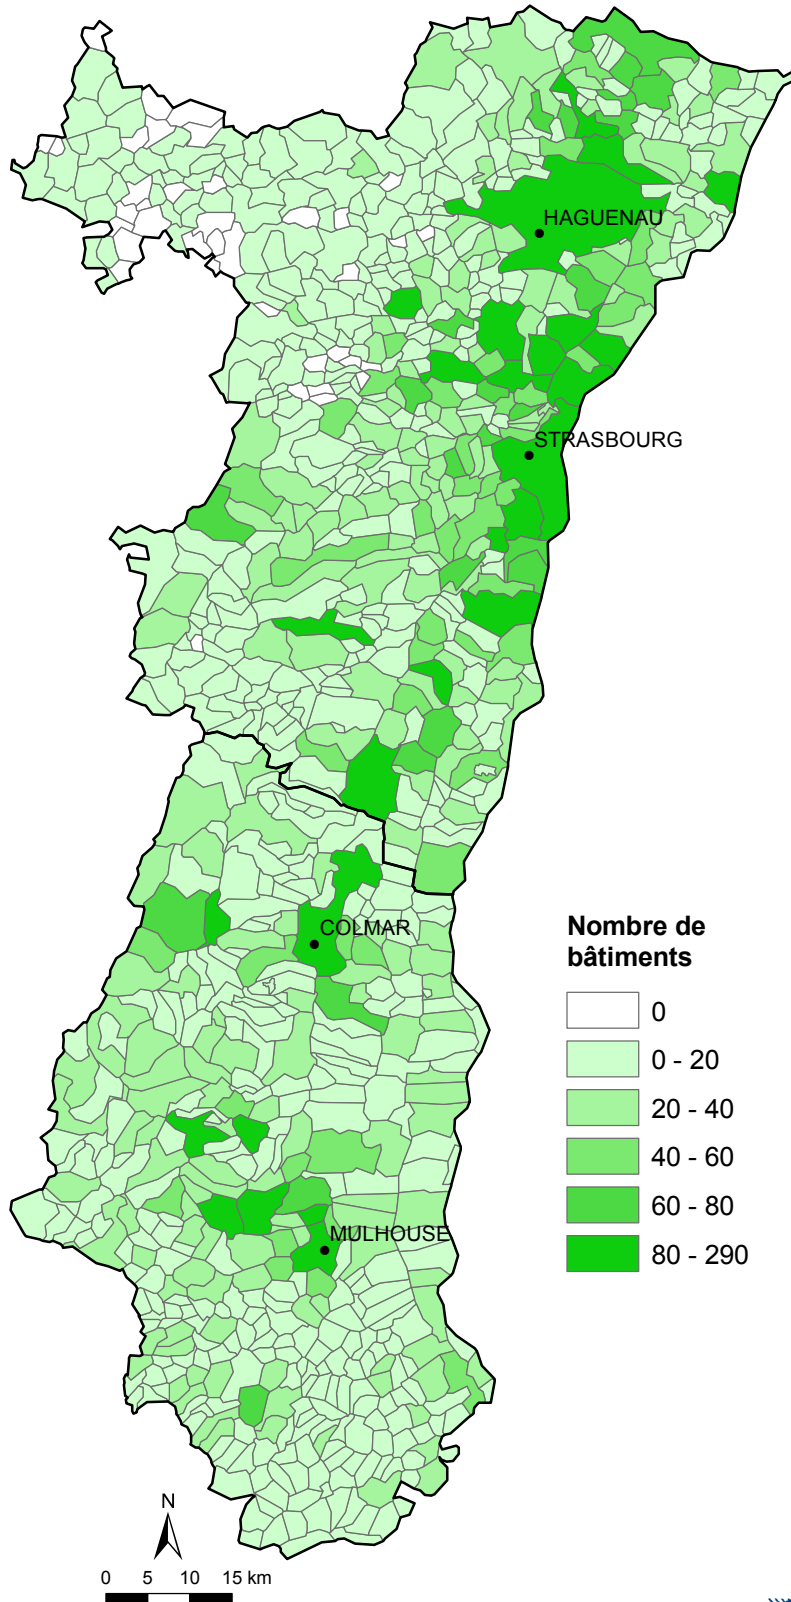 HAGUENAU
STRASBOURG
COLMAR
MULHOUSE
Nombre de
bâtiments
0
0 - 20
20 - 40
40 - 60
60 - 80
80 - 290
N
0 5 10 15 km